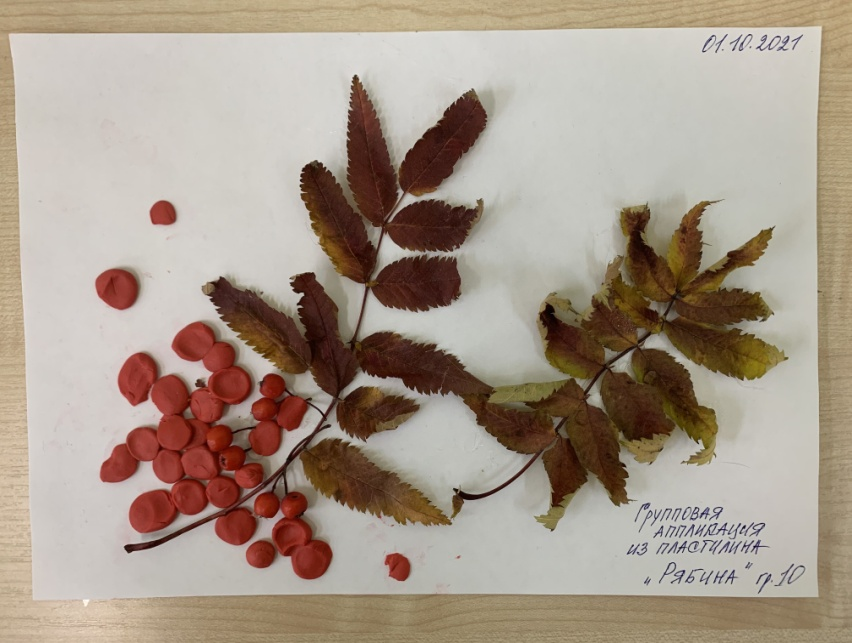 01.10.2021
Групповая
аппликация
из пластилина
„Рябина" гр. 10